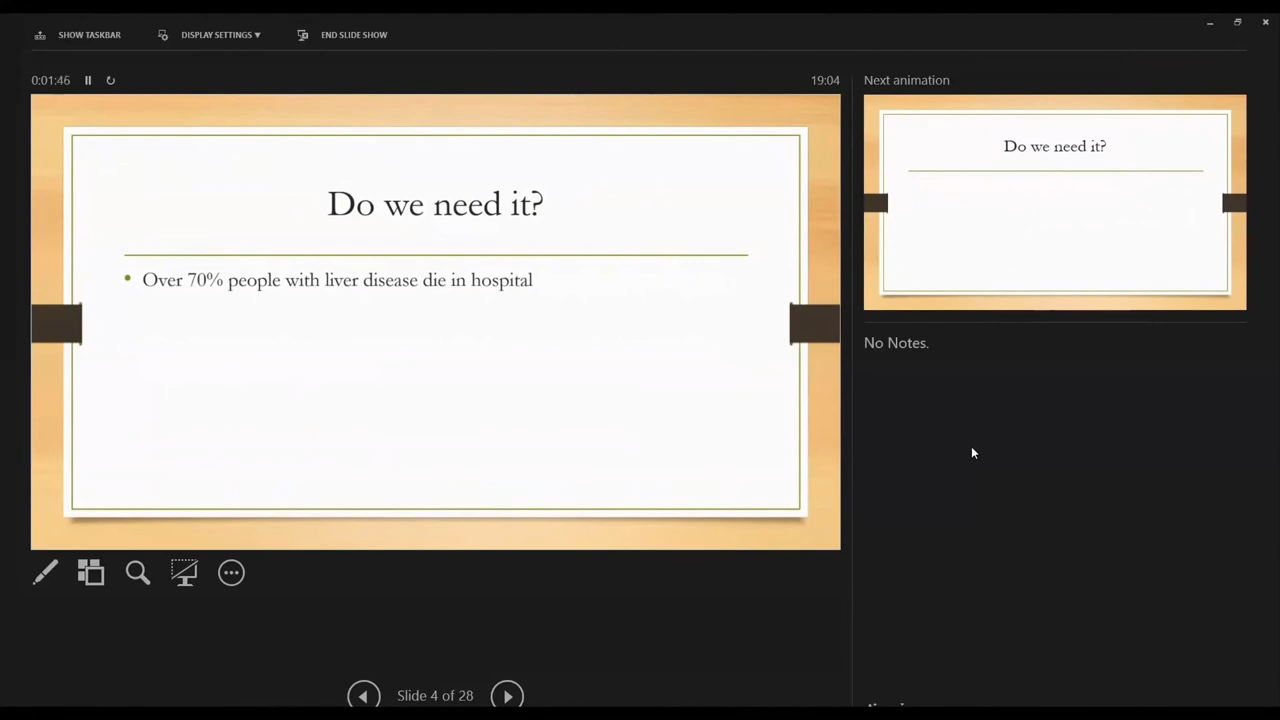 SHOW TASKBAR
DISPLAY SETTINGS
END SLIDE SHOW
0:01:46
19:04
Next animation
Do we need it?
• Over 70% people with liver disease die in hospital
Do we need it?
No Notes.
Slide 4 of 28